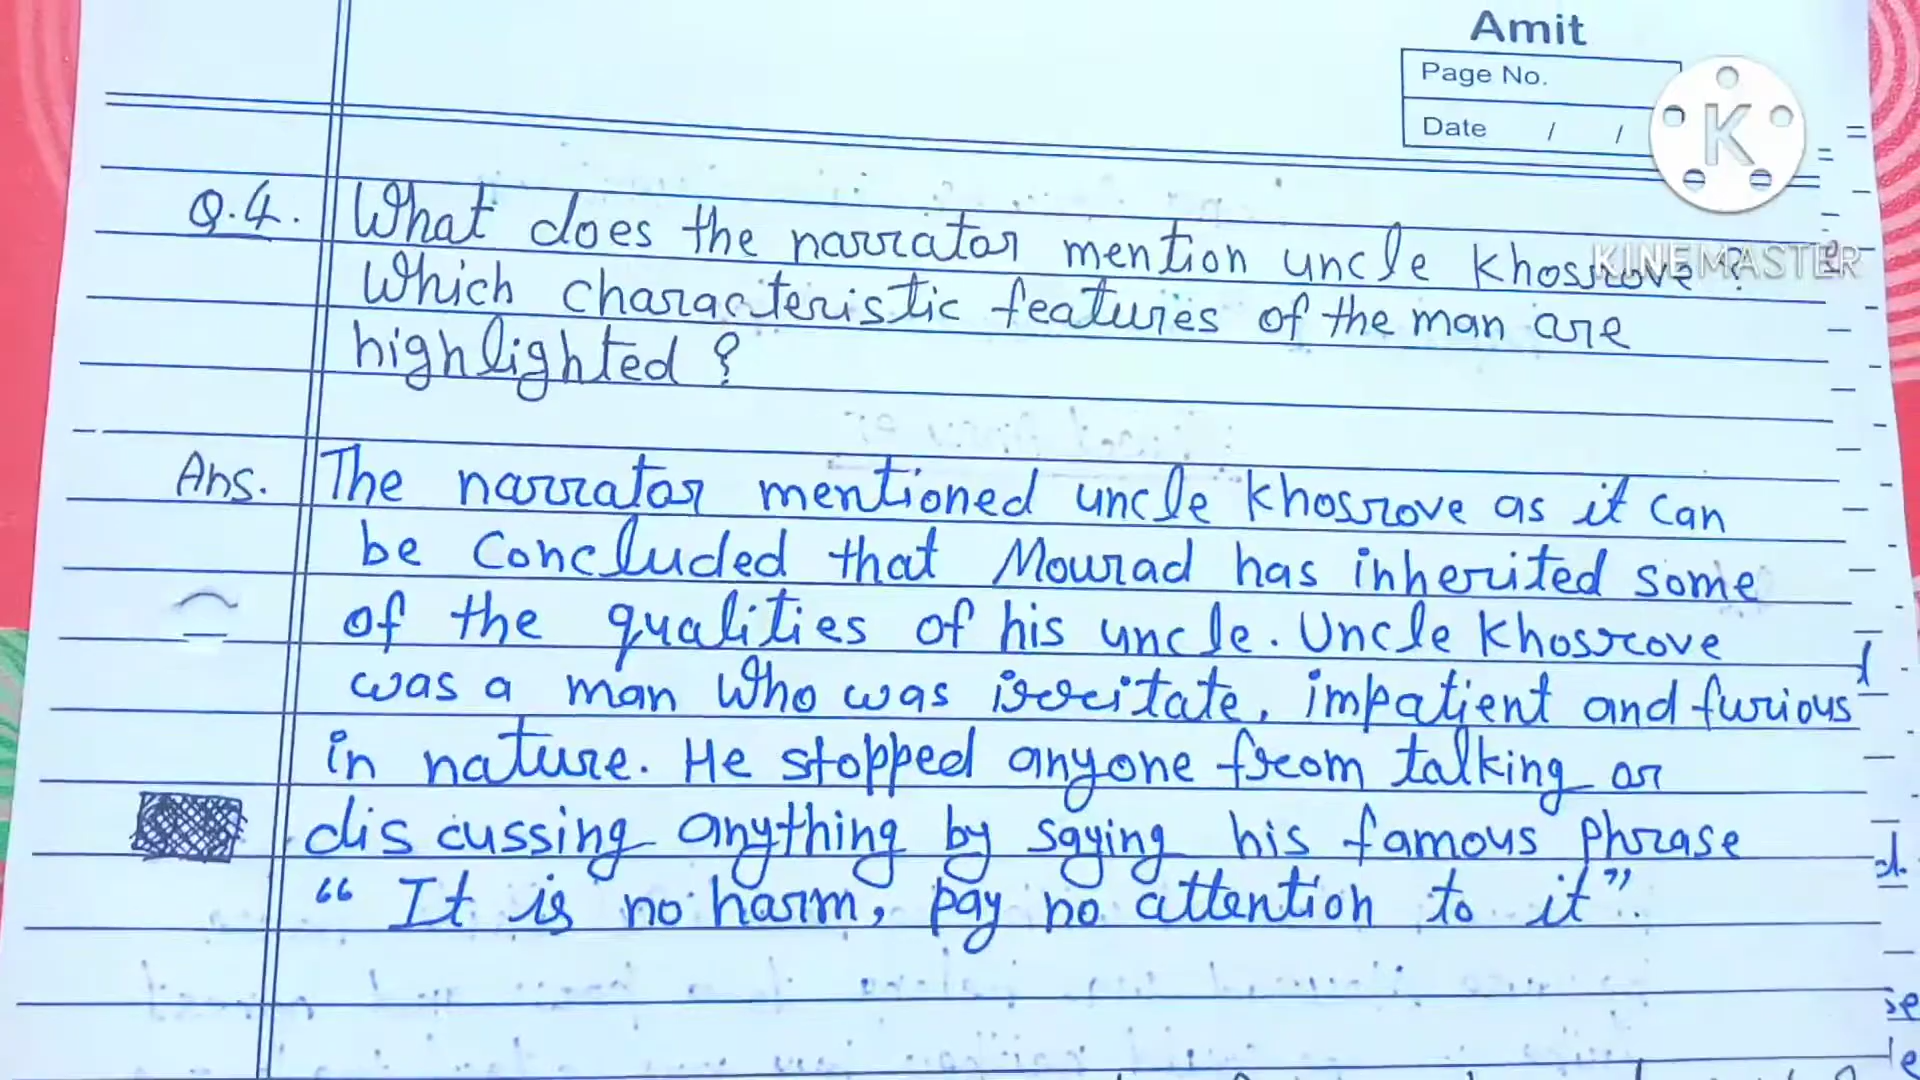 Amit
Page No.
Date / /
KINEMASTER
Q.4. What does the narrator mention uncle Khosrove ?
Which characteristic features of the man are
highlighted ?
Ans. The narrator mentioned uncle Khosrove as it can
be concluded that Mourad has inherited some
of the qualities of his uncle. Uncle Khosrove
was a man who was irritate, impatient and furious
in nature. He stopped anyone from talking or
dis cussing anything by saying his famous phrase
“ It is no harm, pay no attention to it”.